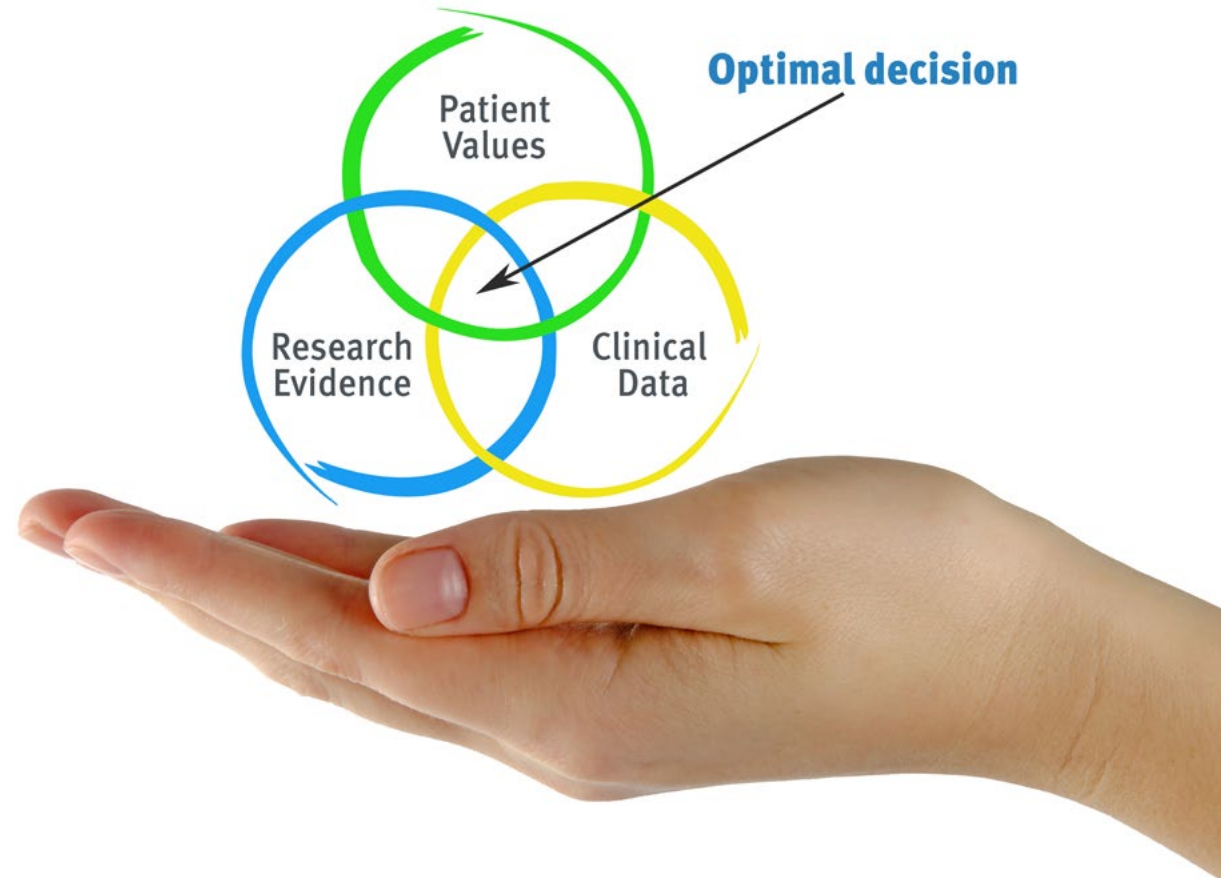 Optimal decision
Patient
Values
Research
Evidence
Clinical
Data